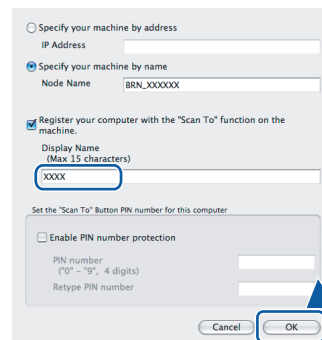 Specify your machine by address
IP Address
Specify your machine by name
Node Name BRN_XXXXXX
Register your computer with the "Scan To" function on the
machine.
Display Name
(Max 15 characters)
XXXX
Set the "Scan To" Button PIN number for this computer
Enable PIN number protection
PIN number
("0" – "9", 4 digits)
Retype PIN number
Cancel OK